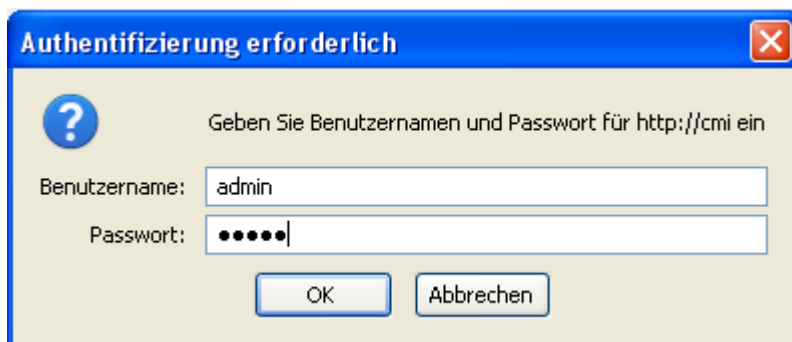 Authentifizierung erforderlich
Geben Sie Benutzernamen und Passwort für http://cmi ein
Benutzername: admin
Passwort: ●●●●●
OK Abbrechen